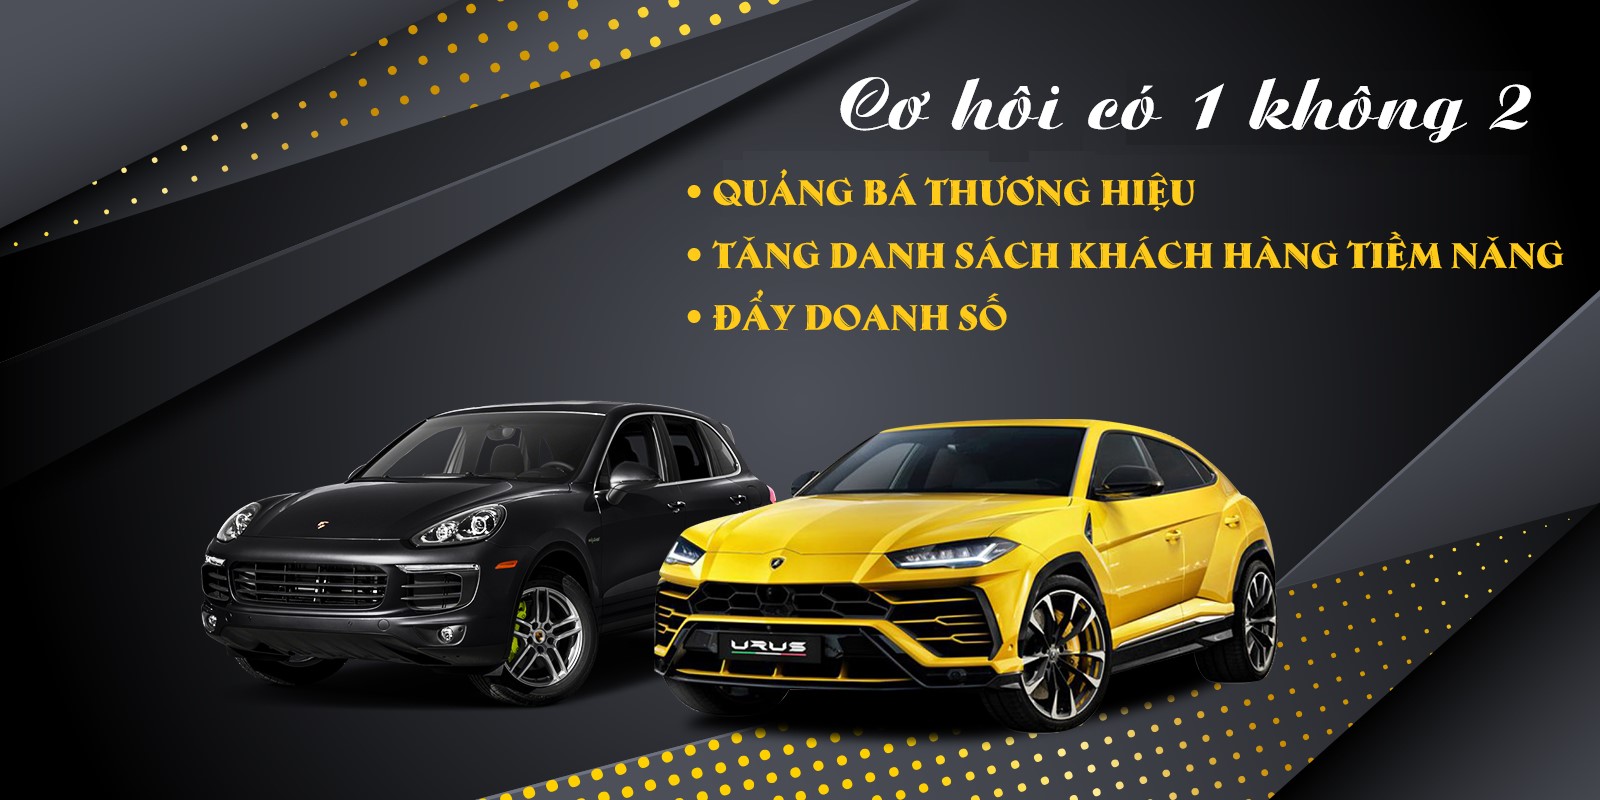 Cơ hôi có 1 không 2
• QUẢNG BÁ THƯƠNG HIỆU
• TĂNG DANH SÁCH KHÁCH HÀNG TIỀM NĂNG
• ĐẨY DOANH SỐ
URUS